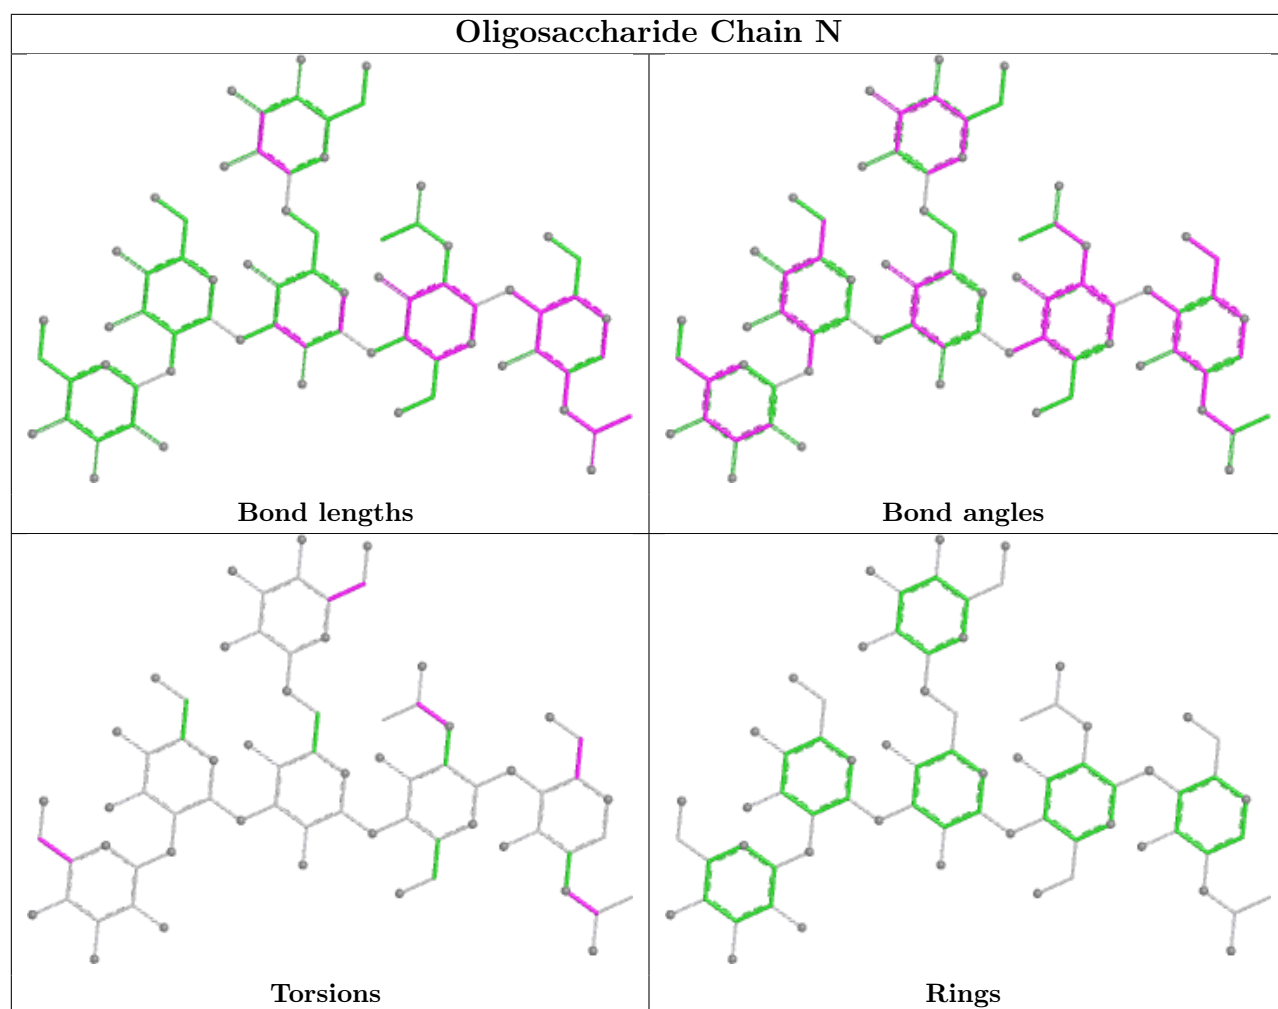 Oligosaccharide Chain N
Bond lengths
Bond angles
Torsions
Rings